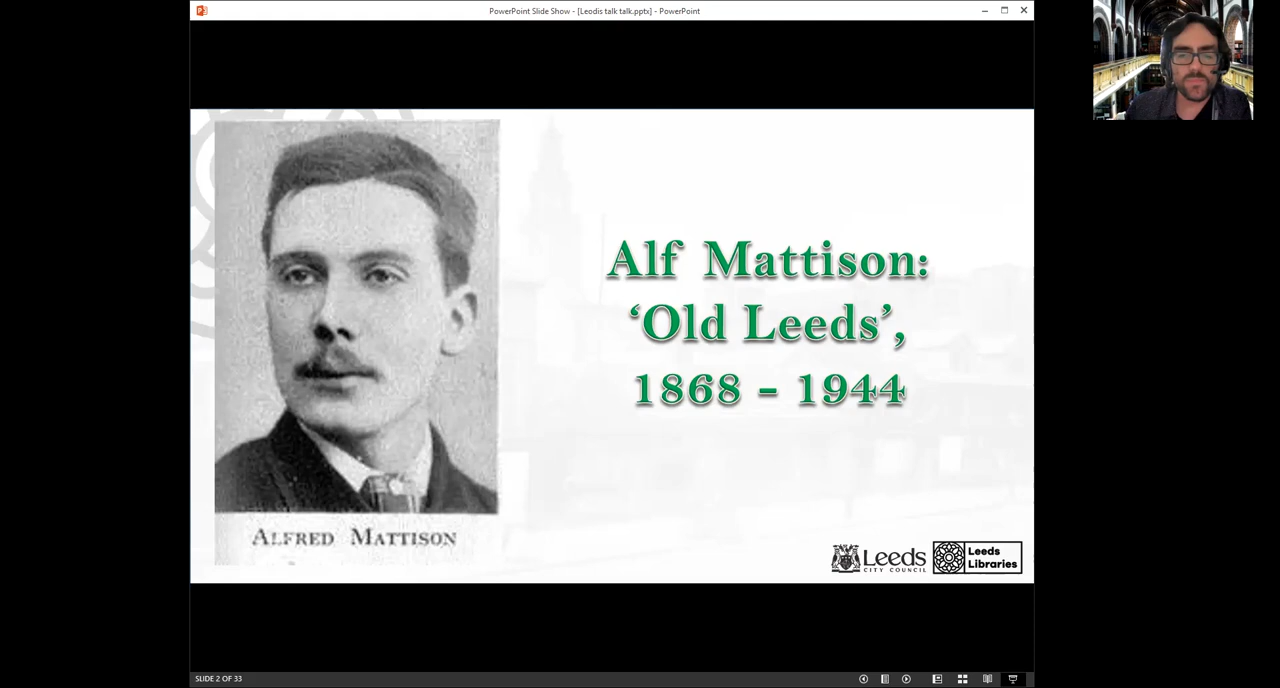 PowerPoint Slide Show - [Leodis talk talk.pptx] - PowerPoint
Alf Mattison:
‘Old Leeds’,
1868 - 1944
ALFRED MATTISON
Leeds
CITY COUNCIL
Leeds
Libraries
SLIDE 2 OF 33